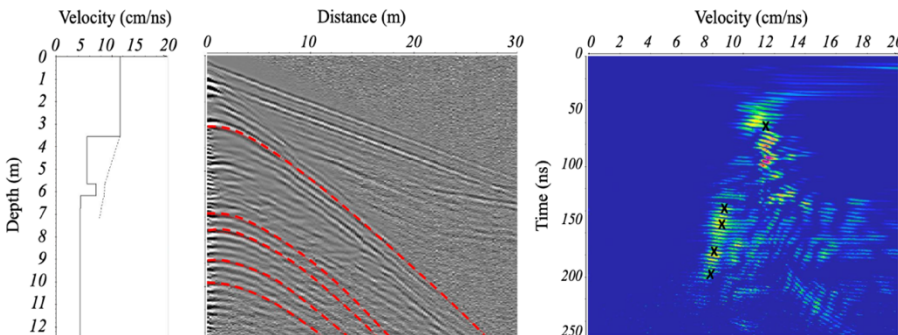 Velocity (cm/ns)
0 5 10 15 20
Depth (m)
0
1
2
3
4
5
6
7
8
9
10
11
12
Distance (m)
0 10 20 30
Velocity (cm/ns)
0 2 4 6 8 10 12 14 16 18 20
Time (ns)
0
50
100
150
200
250
x
x
x
x
x